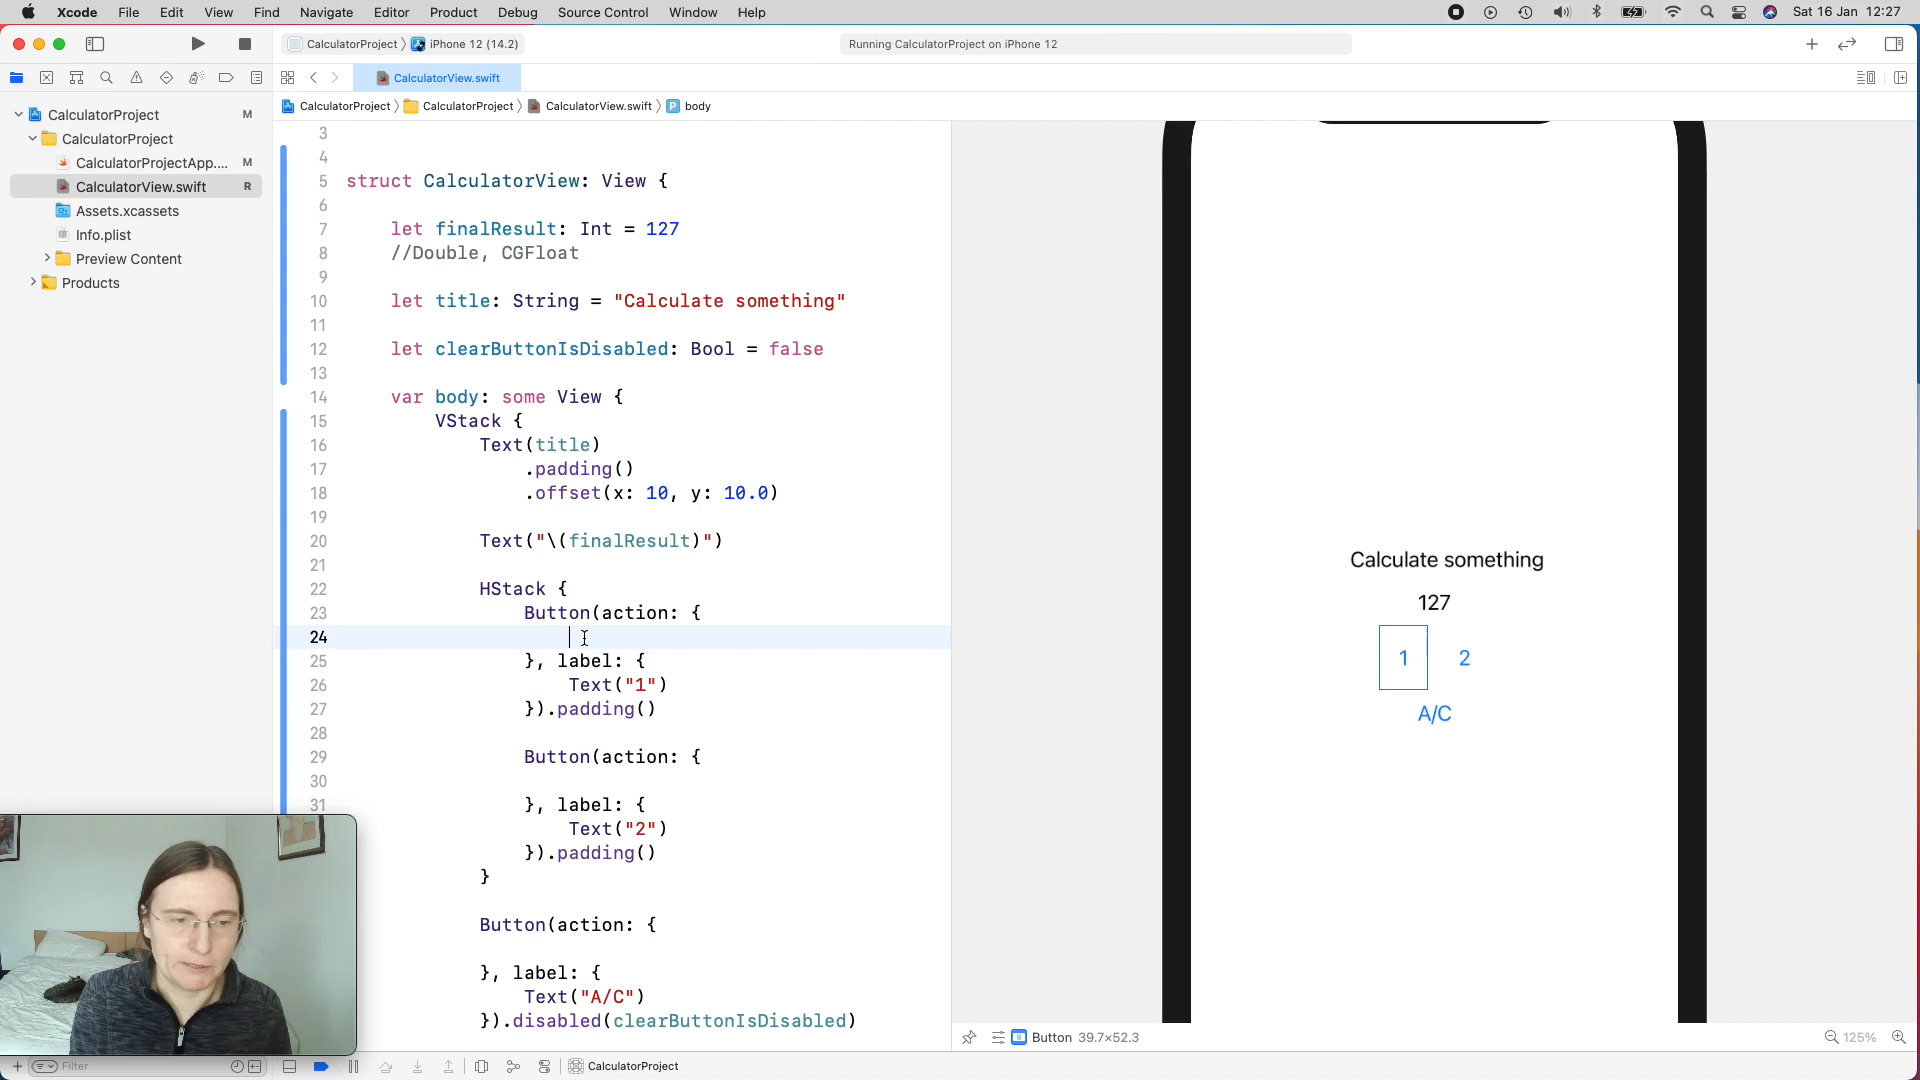 Xcode File Edit View Find Navigate Editor Product Debug Source Control Window Help Sat 16 Jan 12:27
CalculatorProject iPhone 12 (14.2) Running CalculatorProject on iPhone 12
CalculatorView.swift
CalculatorProject CalculatorProject CalculatorView.swift P body
CalculatorProject M
CalculatorProject
CalculatorProjectApp.... M
CalculatorView.swift R
Assets.xcassets
Info.plist
Preview Content
Products
3
4
5 struct CalculatorView: View {
6
7 let finalResult: Int = 127
8 //Double, CGFloat
9
10 let title: String = "Calculate something"
11
12 let clearButtonIsDisabled: Bool = false
13
14 var body: some View {
15 VStack {
16 Text(title)
17 .padding()
18 .offset(x: 10, y: 10.0)
19
20 Text("\(finalResult)")
21
22 HStack {
23 Button(action: {
24
25 }, label: {
26 Text("1")
27 }).padding()
28
29 Button(action: {
30
31 }, label: {
Text("2")
}).padding()
}
Button(action: {
}, label: {
Text("A/C")
}).disabled(clearButtonIsDisabled)
Calculate something
127
1 2
A/C
Button 39.7×52.3 125%
Filter CalculatorProject